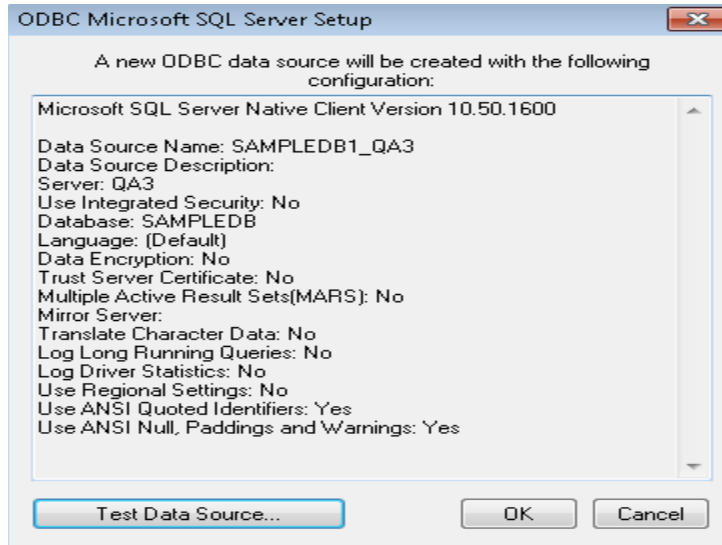 ODBC Microsoft SQL Server Setup
A new ODBC data source will be created with the following
configuration:
Microsoft SQL Server Native Client Version 10.50.1600
Data Source Name: SAMPLEDB1_QA3
Data Source Description:
Server: QA3
Use Integrated Security: No
Database: SAMPLEDB
Language: (Default)
Data Encryption: No
Trust Server Certificate: No
Multiple Active Result Sets(MARS): No
Mirror Server:
Translate Character Data: No
Log Long Running Queries: No
Log Driver Statistics: No
Use Regional Settings: No
Use ANSI Quoted Identifiers: Yes
Use ANSI Null, Paddings and Warnings: Yes
Test Data Source... OK Cancel